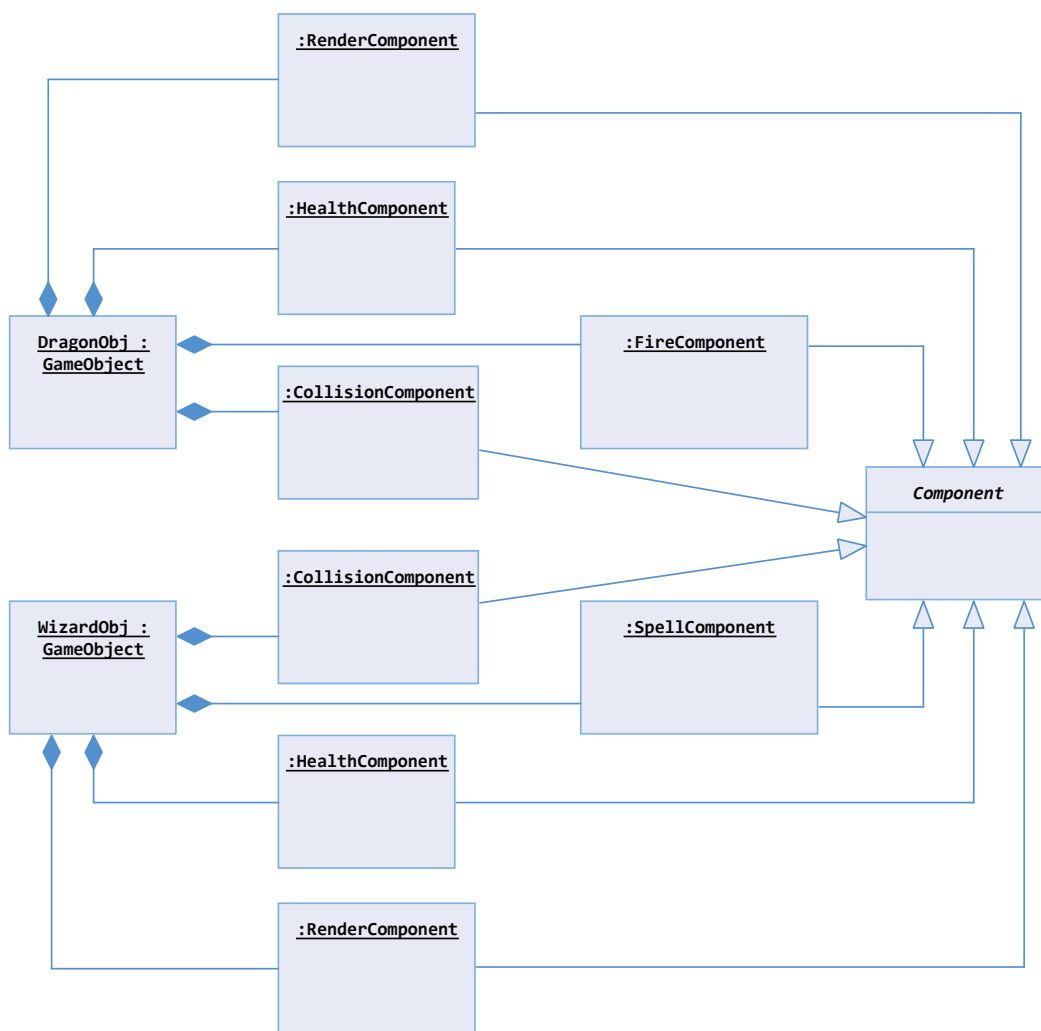 :RenderComponent
:HealthComponent
DragonObj :
GameObject
:FireComponent
:CollisionComponent
Component
:CollisionComponent
WizardObj :
GameObject
:SpellComponent
:HealthComponent
:RenderComponent